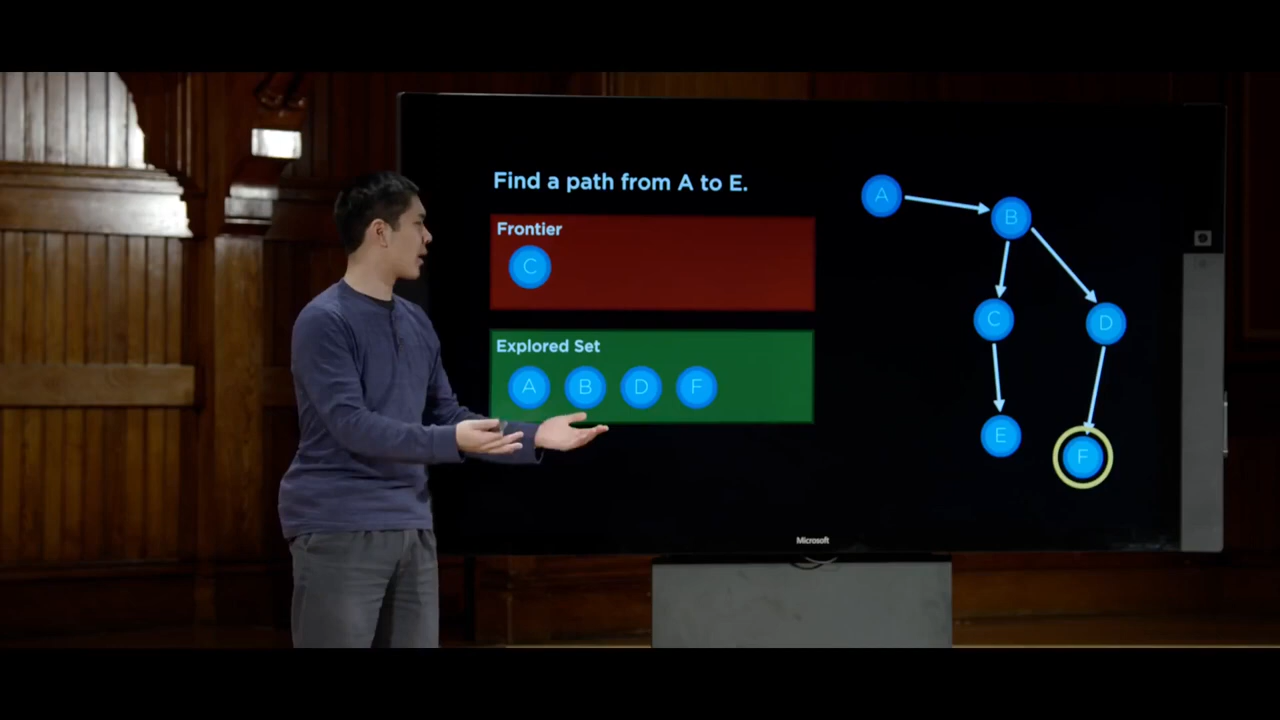 Find a path from A to E.
Frontier
C
Explored Set
A B D F
A
B
C
D
E
F
Microsoft